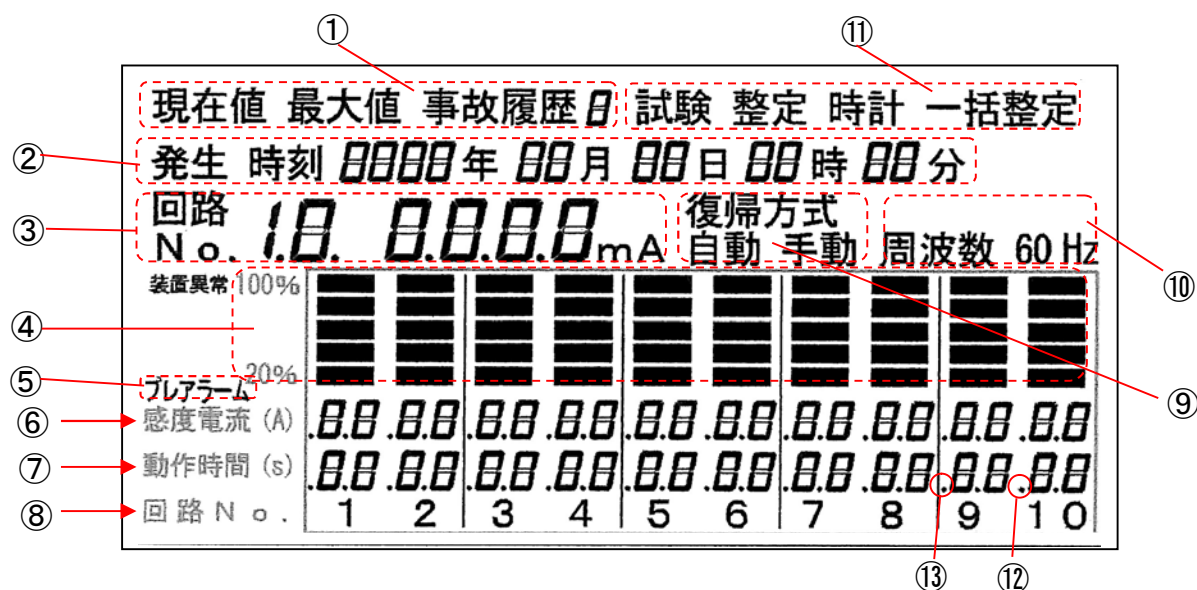 ① ⑪
現在値 最大値 事故履歴 8 試験 整定 時計 一括整定
② 発生 時刻 8888 年 88 月 88 日 88 時 88 分
回路 復帰方式
③ No. 18. 8.8.8.8 mA 自動 手動 周波数 60 Hz
⑩
装置異常 100%
④
20%
⑤ プレアラーム
⑨
⑥ 感度電流 (A) .8.8 .8.8 .8.8 .8.8 .8.8 .8.8 .8.8 .8.8 .8.8 .8.8
⑦ 動作時間 (s) .8.8 .8.8 .8.8 .8.8 .8.8 .8.8 .8.8 .8.8 .8.8 .8.8
⑧ 回路No. 1 2 3 4 5 6 7 8 9 10
⑬ ⑫